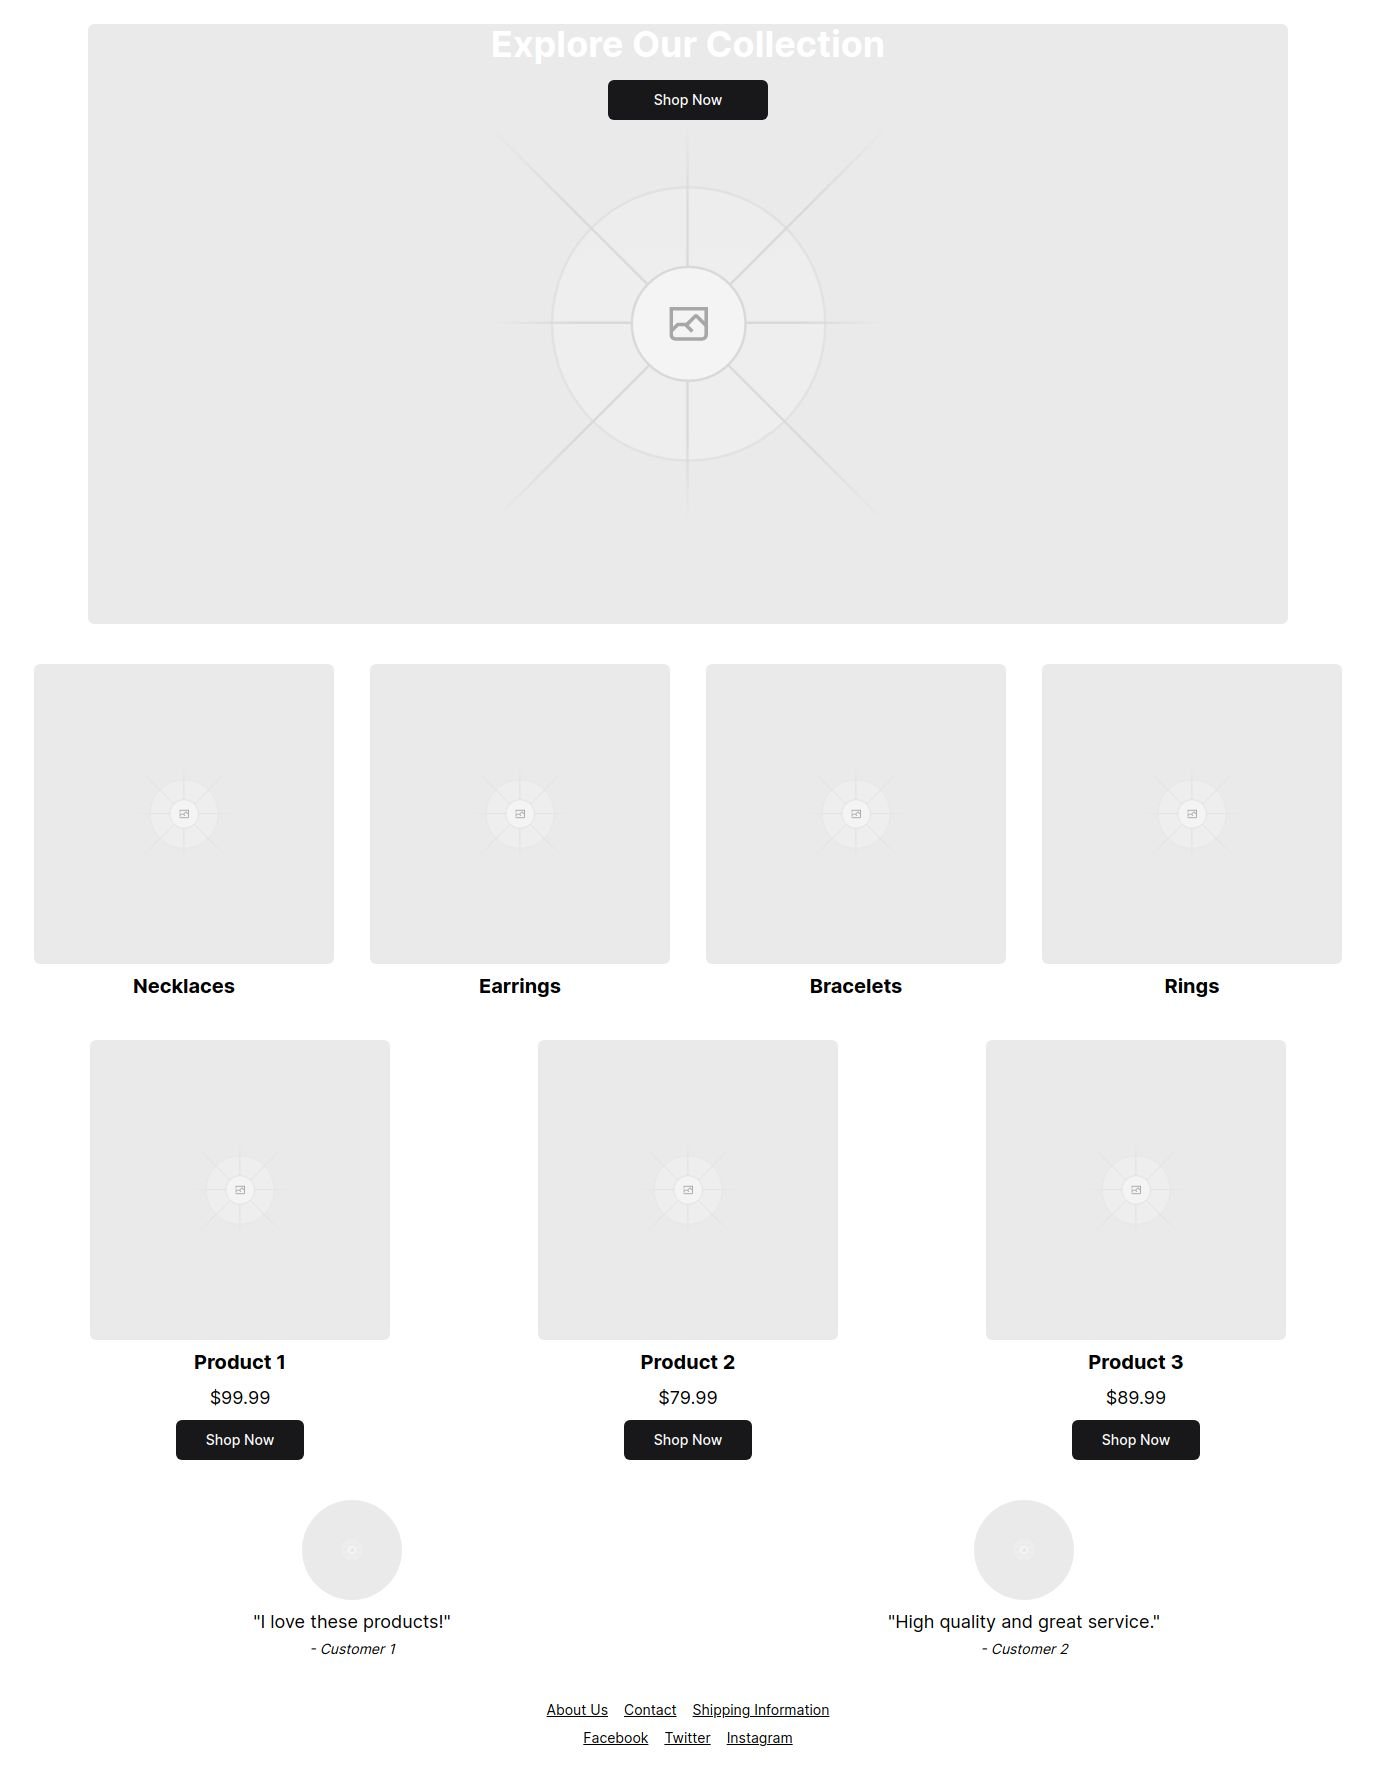 Explore Our Collection
Shop Now
Necklaces
Earrings
Bracelets
Rings
Product 1
$99.99
Shop Now
Product 2
$79.99
Shop Now
Product 3
$89.99
Shop Now
"I love these products!"
- Customer 1
"High quality and great service."
- Customer 2
About Us Contact Shipping Information
Facebook Twitter Instagram